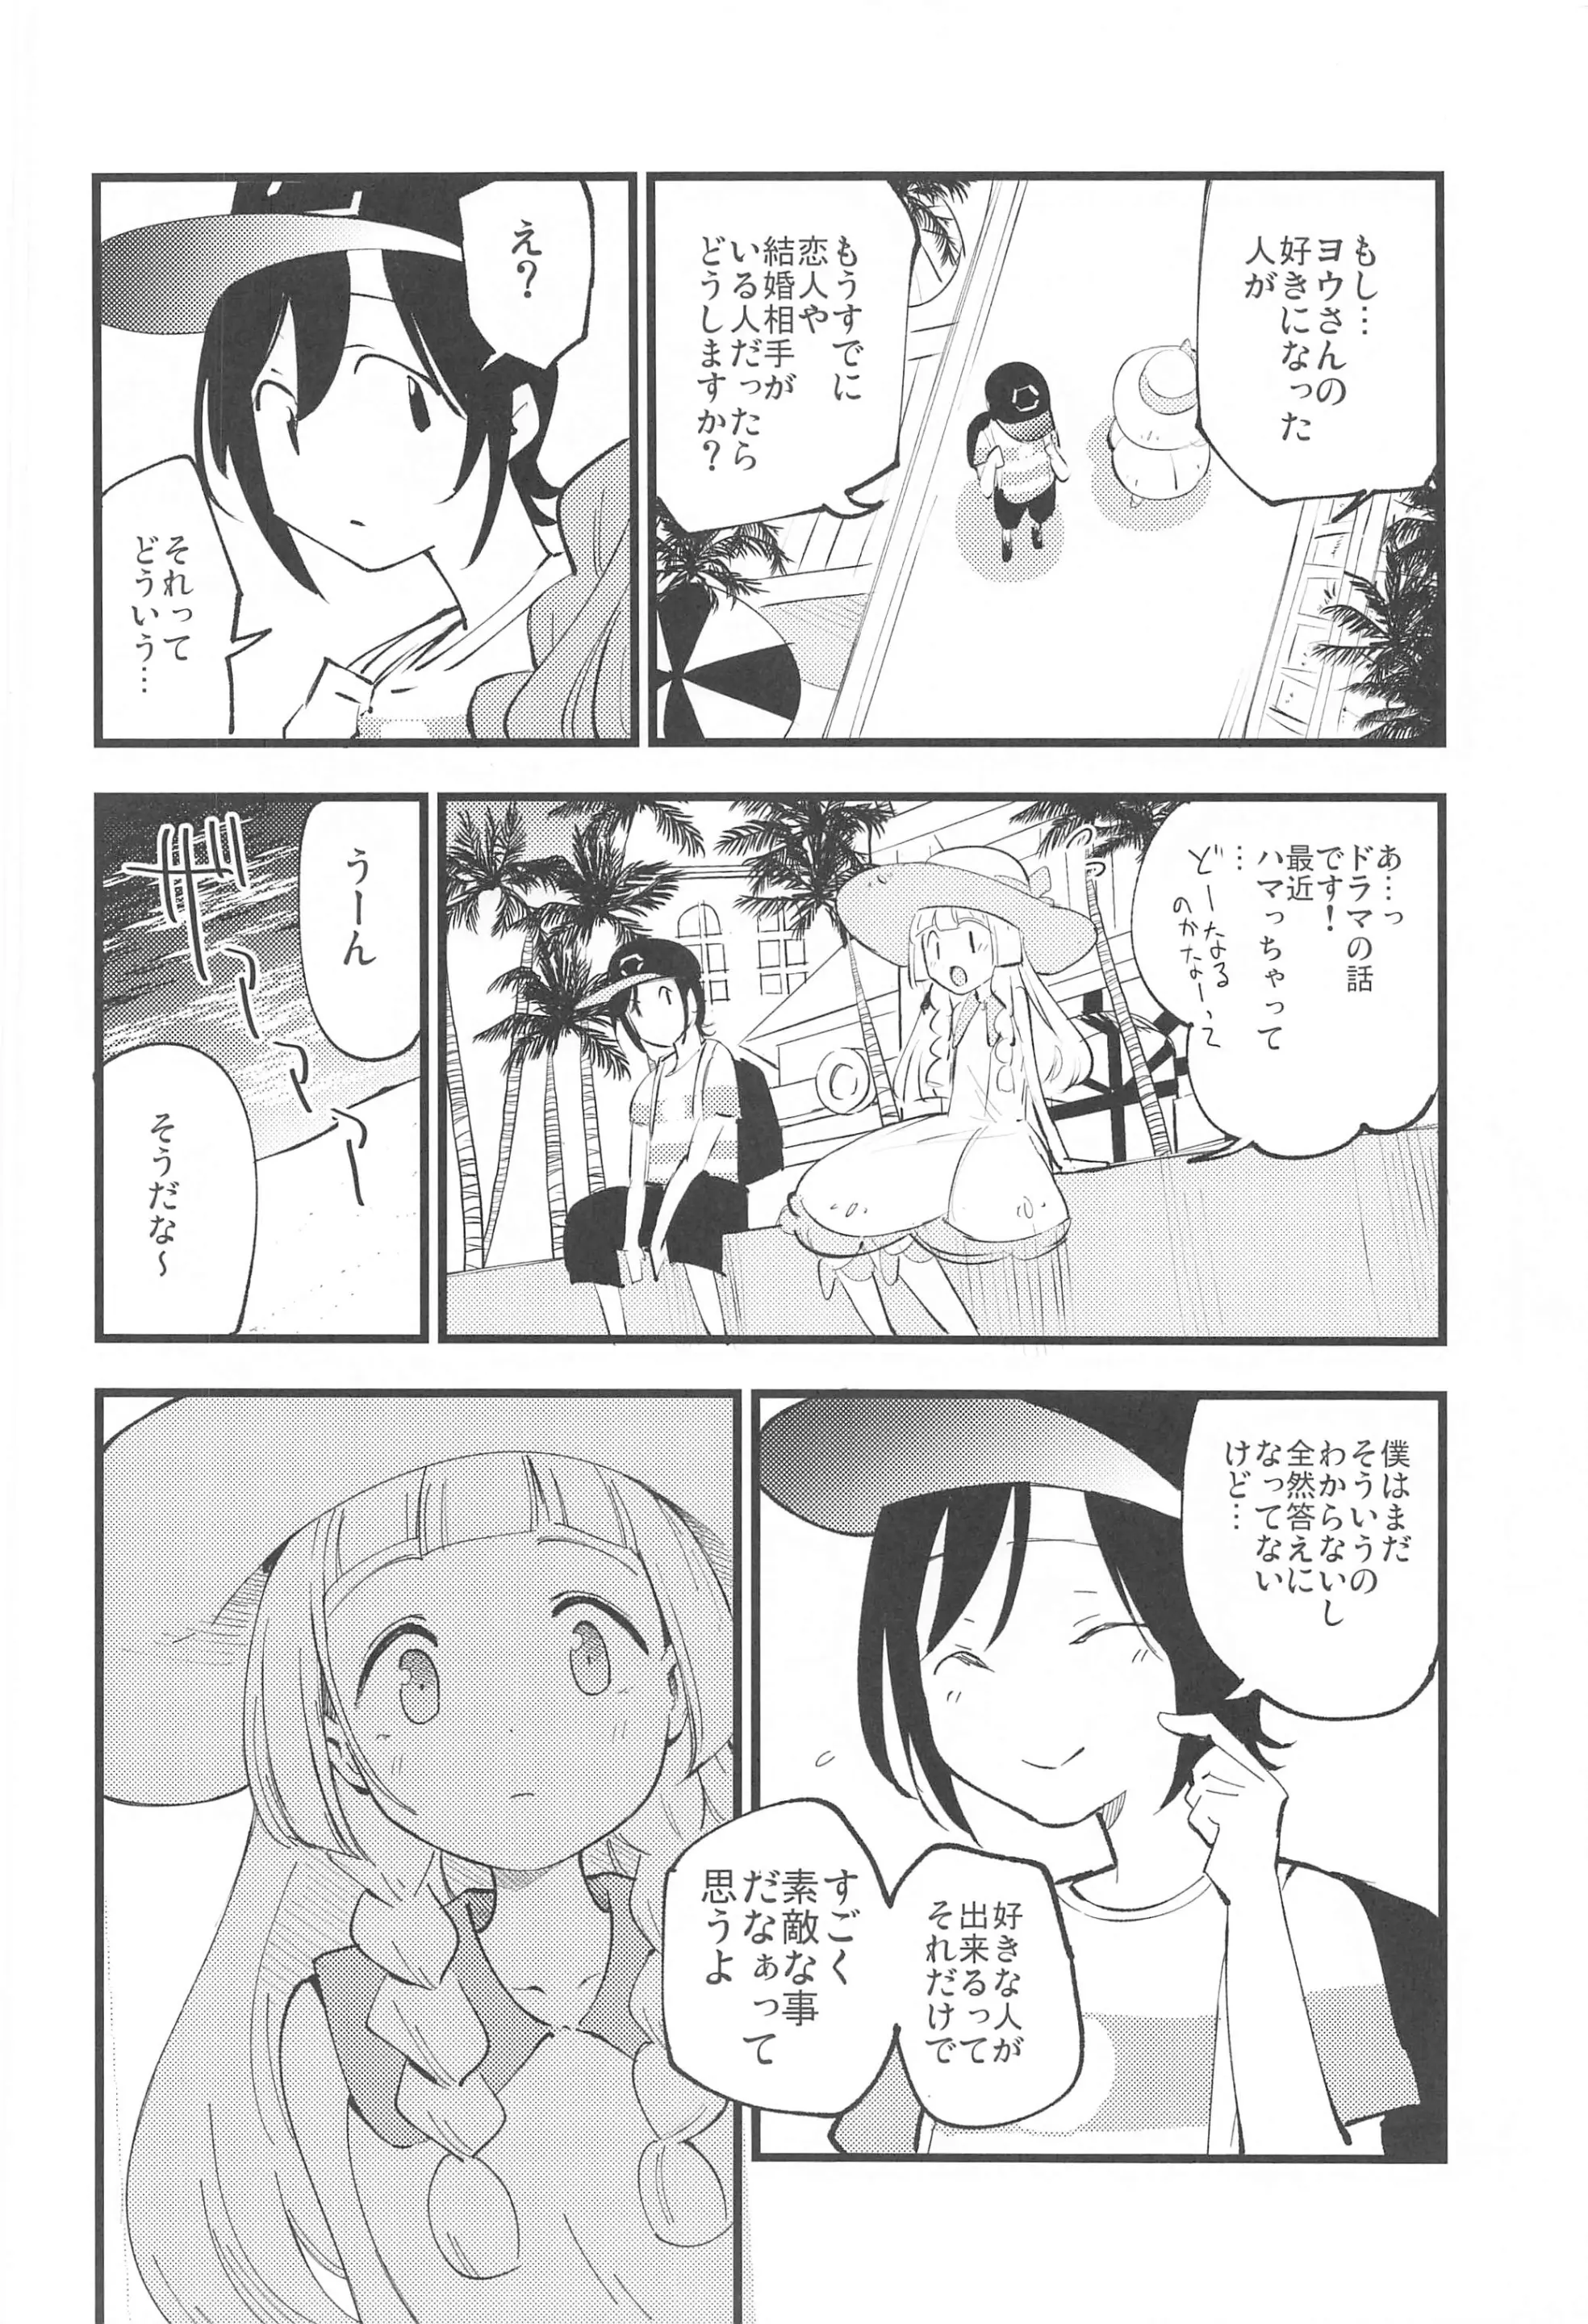 もし…
ヨウさんの
好きになった
人が
もうすでに
恋人や
結婚相手が
いる人だったら
どうしますか?
え?
それって
どういう…
あ…っ
ドラマの話
です!
最近
ハマっちゃって
…
どーなる
のかなーって
うーん
そうだな～
僕はまだ
そういうの
わからないし
全然答えに
なってない
けど…
好きな人が
出来るって
それだけで
すごく
素敵な事
だなぁって
思うよ